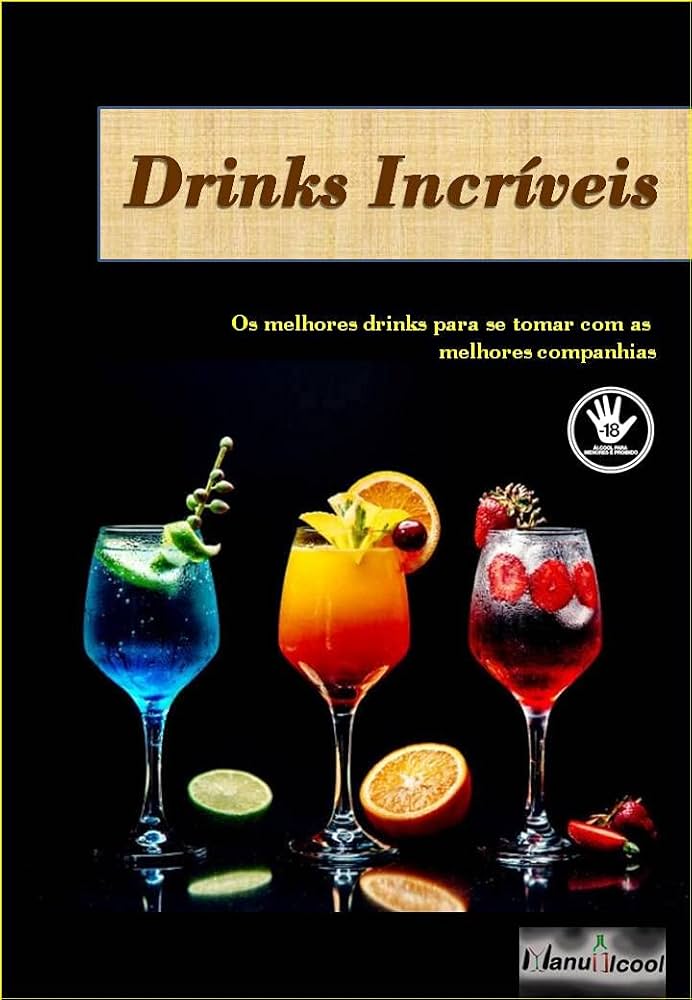 Drinks Incríveis
Os melhores drinks para se tomar com as
melhores companhias
-18
ÁLCOOL PARA
MENORES É PROIBIDO
ManuAlcool